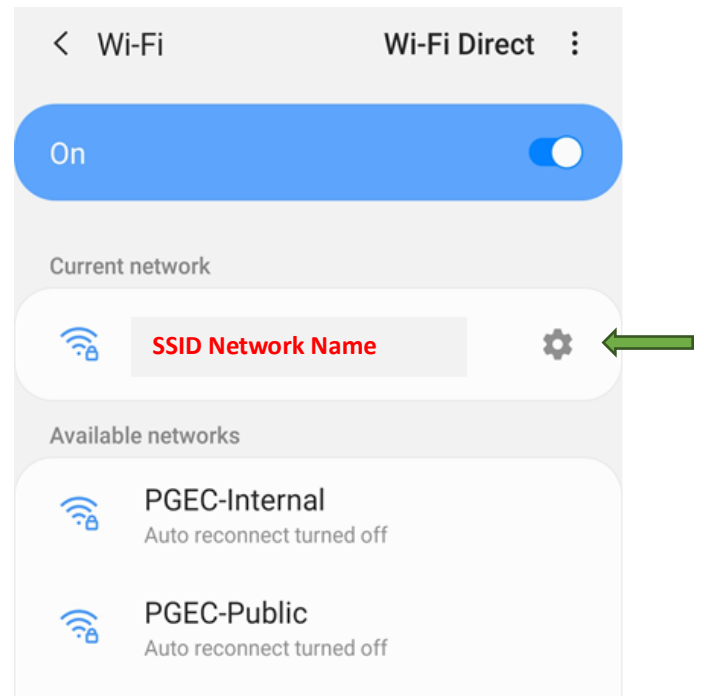 Wi-Fi Wi-Fi Direct
On
Current network
SSID Network Name
Available networks
PGEC-Internal
Auto reconnect turned off
PGEC-Public
Auto reconnect turned off